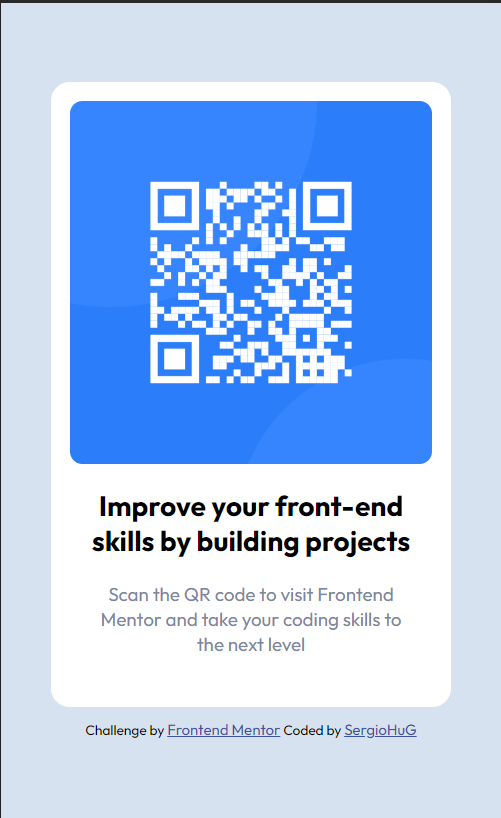 Improve your front-end
skills by building projects
Scan the QR code to visit Frontend
Mentor and take your coding skills to
the next level
Challenge by Frontend Mentor Coded by SergioHuG